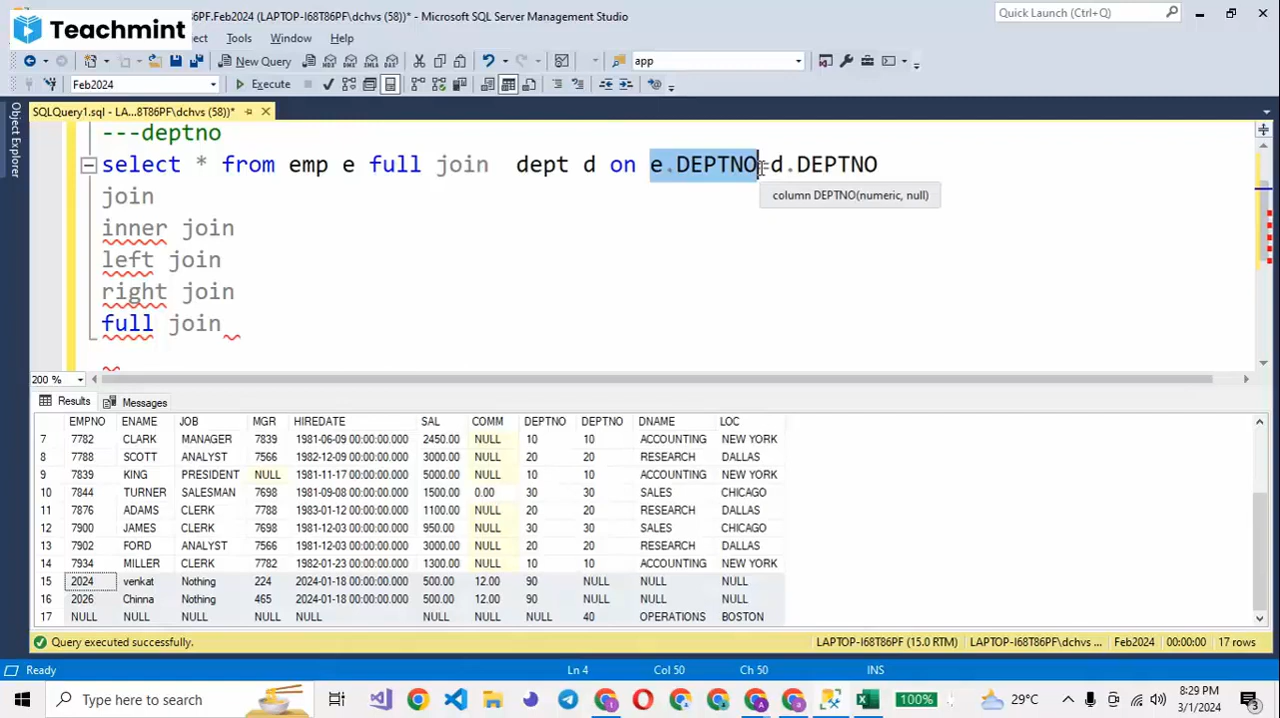 Teachmint
PF.Feb2024 (LAPTOP-I68T86PF\dchvs (58))* - Microsoft SQL Server Management Studio
Quick Launch (Ctrl+Q)
ct Tools Window Help
New Query
app
Feb2024
Execute
SQLQuery1.sql - LA...8T86PF\dchvs (58))*
Object Explorer
---deptno
select * from emp e full join dept d on e.DEPTNO=d.DEPTNO
join
column DEPTNO(numeric, null)
inner join
left join
right join
full join
200 %
Results Messages
EMPNO ENAME JOB MGR HIREDATE SAL COMM DEPTNO DEPTNO DNAME LOC
7 7782 CLARK MANAGER 7839 1981-06-09 00:00:00.000 2450.00 NULL 10 10 ACCOUNTING NEW YORK
8 7788 SCOTT ANALYST 7566 1982-12-09 00:00:00.000 3000.00 NULL 20 20 RESEARCH DALLAS
9 7839 KING PRESIDENT NULL 1981-11-17 00:00:00.000 5000.00 NULL 10 10 ACCOUNTING NEW YORK
10 7844 TURNER SALESMAN 7698 1981-09-08 00:00:00.000 1500.00 0.00 30 30 SALES CHICAGO
11 7876 ADAMS CLERK 7788 1983-01-12 00:00:00.000 1100.00 NULL 20 20 RESEARCH DALLAS
12 7900 JAMES CLERK 7698 1981-12-03 00:00:00.000 950.00 NULL 30 30 SALES CHICAGO
13 7902 FORD ANALYST 7566 1981-12-03 00:00:00.000 3000.00 NULL 20 20 RESEARCH DALLAS
14 7934 MILLER CLERK 7782 1982-01-23 00:00:00.000 1300.00 NULL 10 10 ACCOUNTING NEW YORK
15 2024 venkat Nothing 224 2024-01-18 00:00:00.000 500.00 12.00 90 NULL NULL NULL
16 2026 Chinna Nothing 465 2024-01-18 00:00:00.000 500.00 12.00 90 NULL NULL NULL
17 NULL NULL NULL NULL NULL NULL NULL NULL 40 OPERATIONS BOSTON
Query executed successfully. LAPTOP-I68T86PF (15.0 RTM) LAPTOP-I68T86PF\dchvs ... Feb2024 00:00:00 17 rows
Ready Ln 4 Col 50 Ch 50 INS
Type here to search 100% 29°C 8:29 PM
3/1/2024